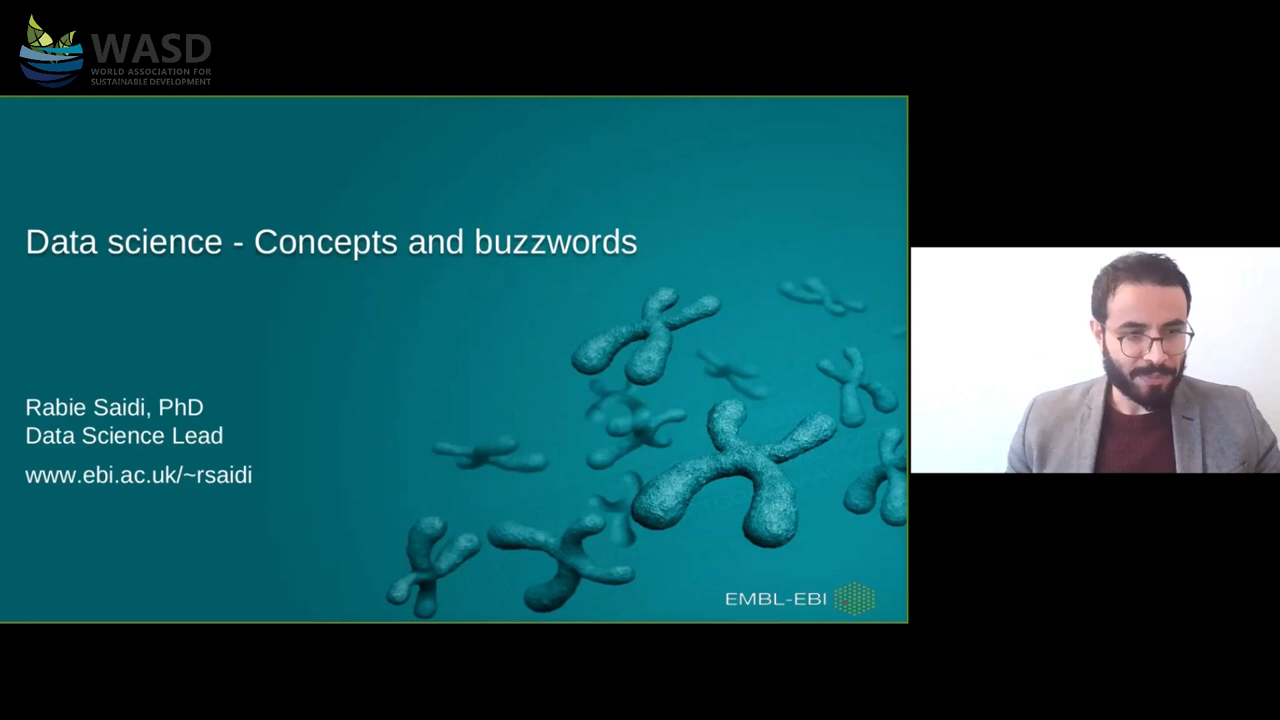 WASD
WORLD ASSOCIATION FOR
SUSTAINABLE DEVELOPMENT
Data science - Concepts and buzzwords
Rabie Saidi, PhD
Data Science Lead
www.ebi.ac.uk/~rsaidi
EMBL-EBI